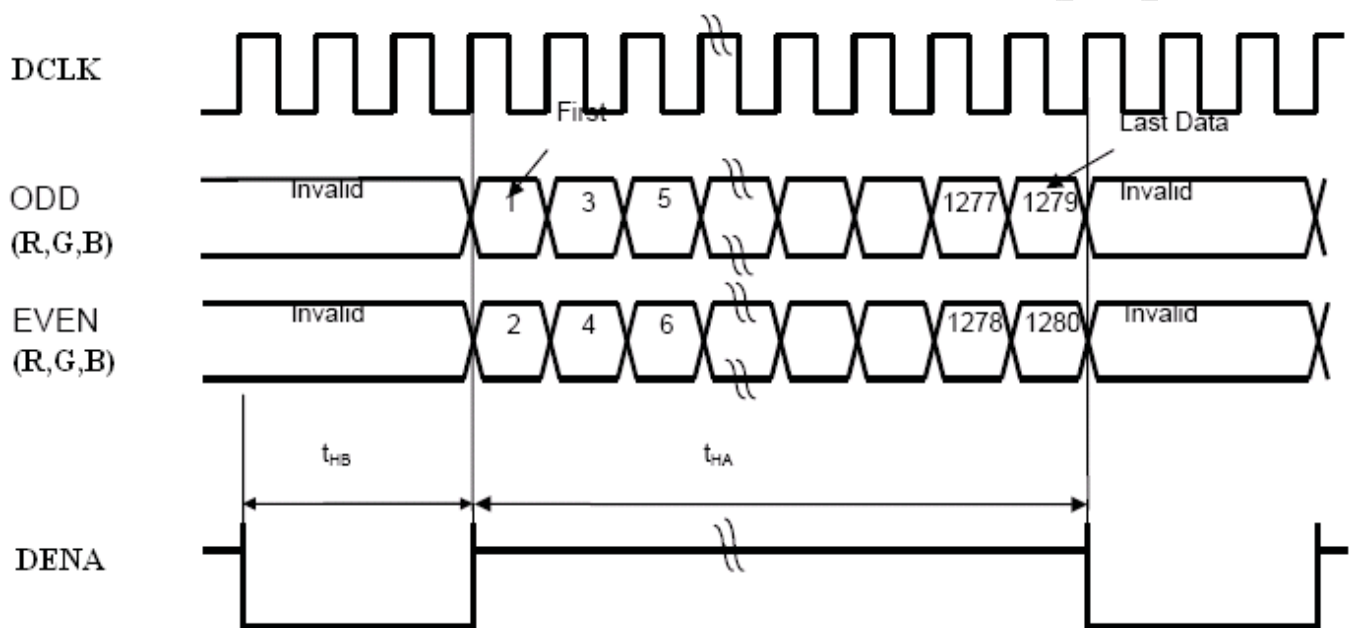 DCLK
First
Last Data
ODD
(R,G,B)
Invalid 1 3 5 1277 1279 Invalid
EVEN
(R,G,B)
Invalid 2 4 6 1278 1280 Invalid
tHB tHA
DENA